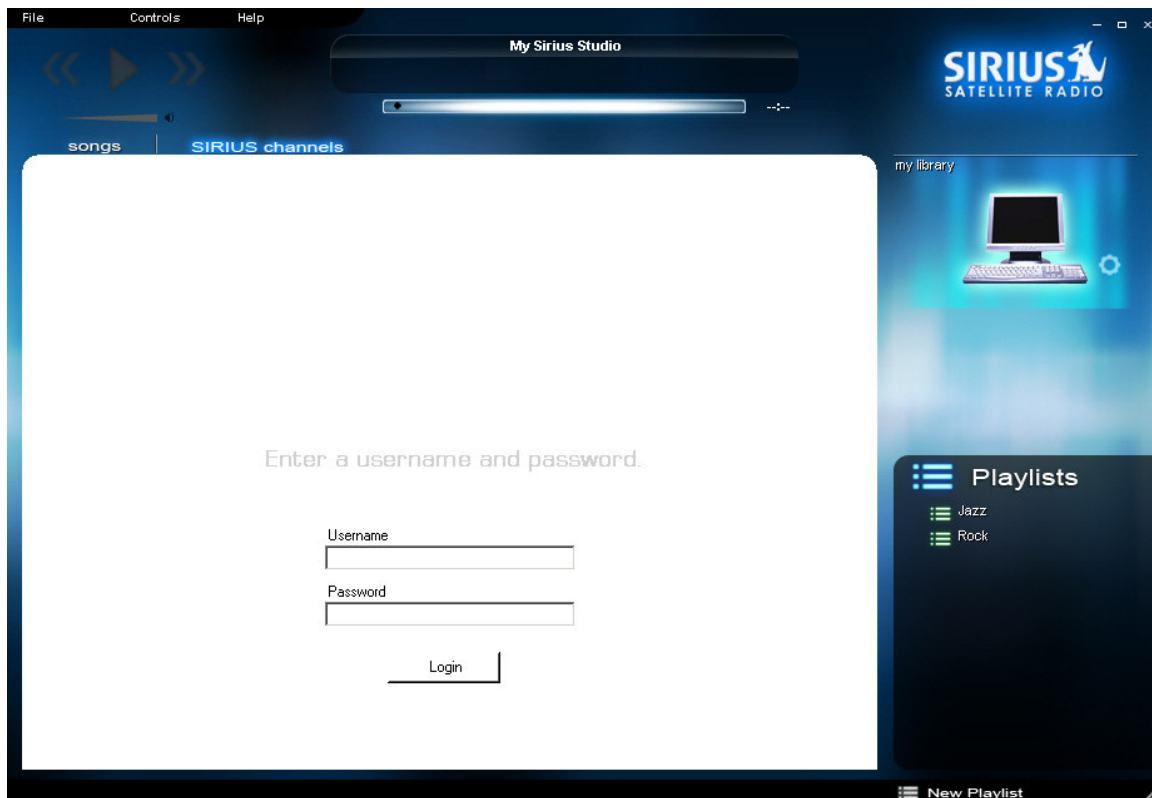 File Controls Help
My Sirius Studio
SIRIUS
SATELLITE RADIO
--:--
songs SIRIUS channels
my library
Enter a username and password.
Username
Password
Login
Playlists
Jazz
Rock
New Playlist